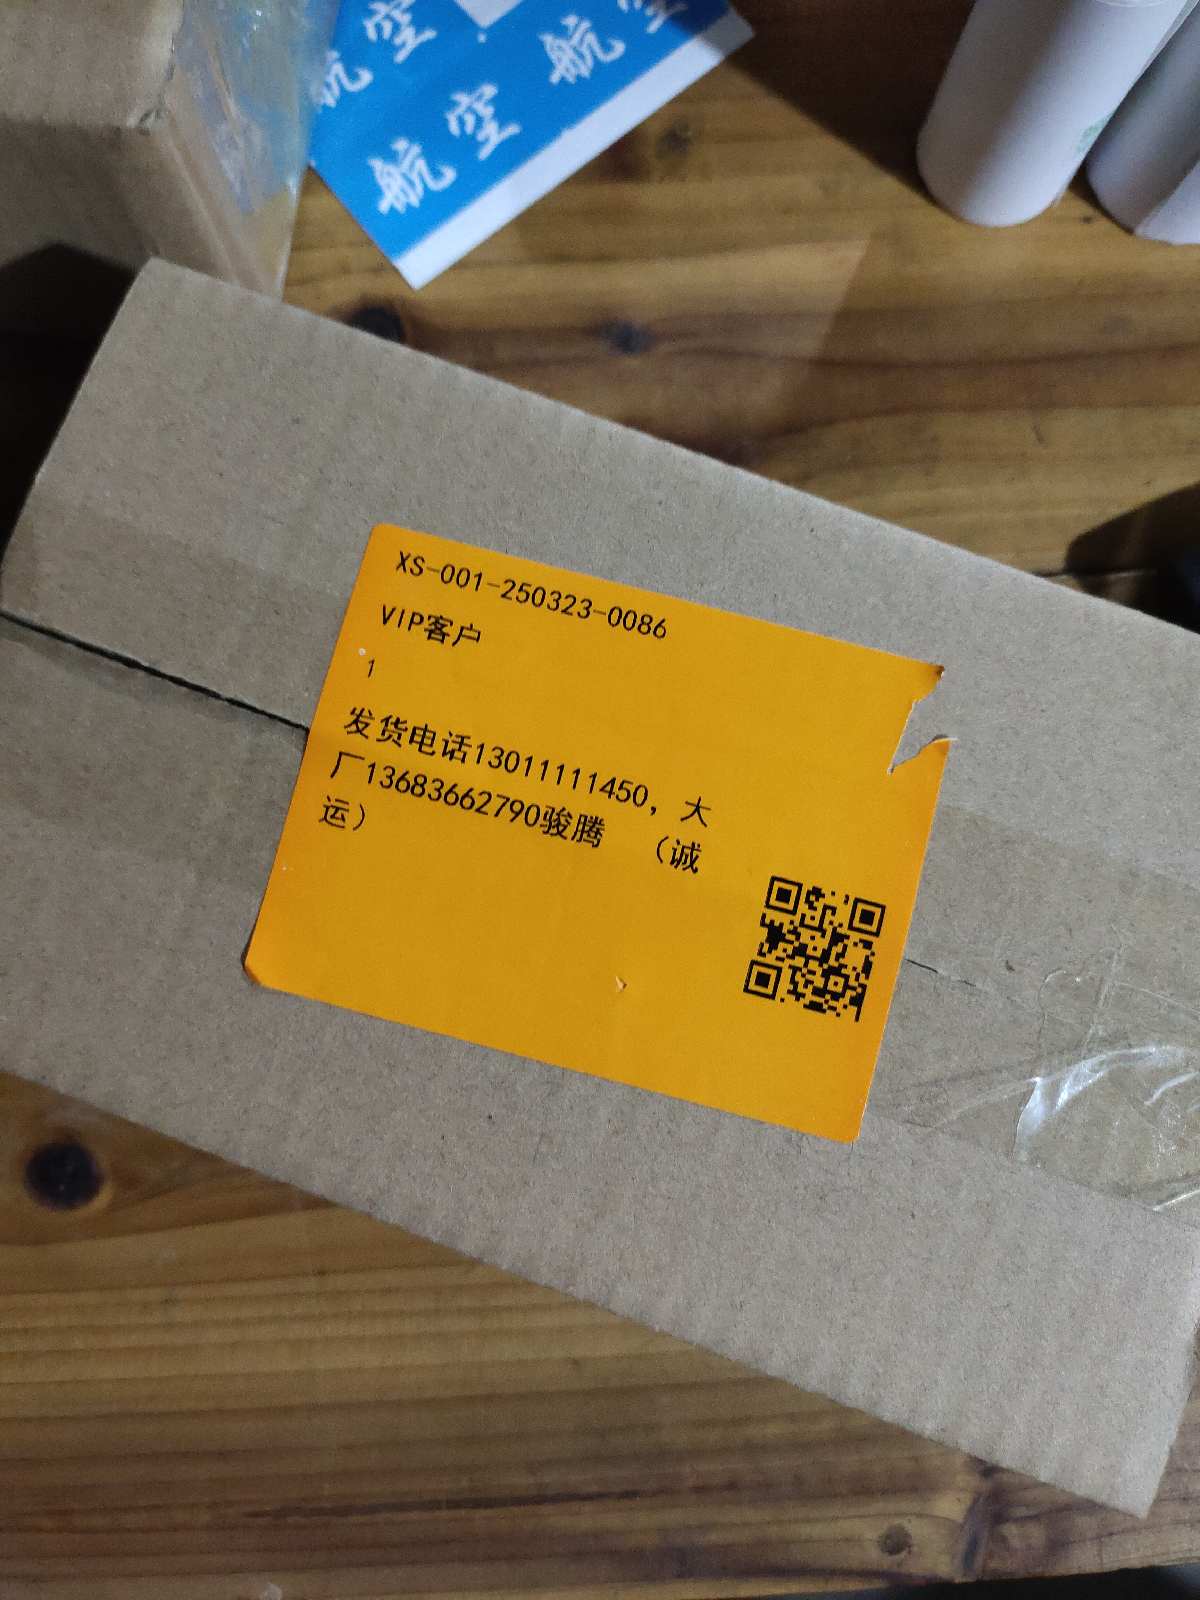 航空 航空
航空
XS-001-250323-0086
VIP客户
1
发货电话13011111450，大
厂13683662790骏腾 （诚
运）